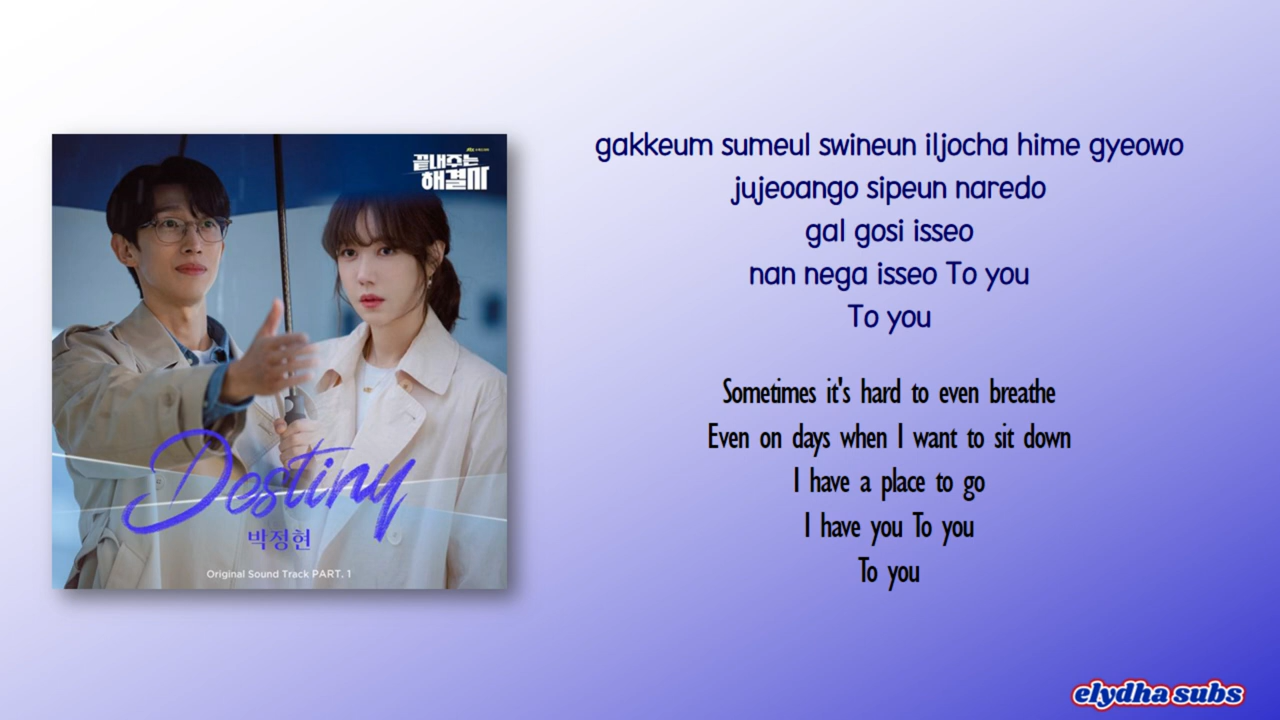 끝내주는
해결사
Destiny
박정현
Original Sound Track PART. 1
gakkeum sumeul swineun iljocha hime gyeowo
jujeoango sipeun naredo
gal gosi isseo
nan nega isseo To you
To you
Sometimes it's hard to even breathe
Even on days when I want to sit down
I have a place to go
I have you To you
To you
elydha subs